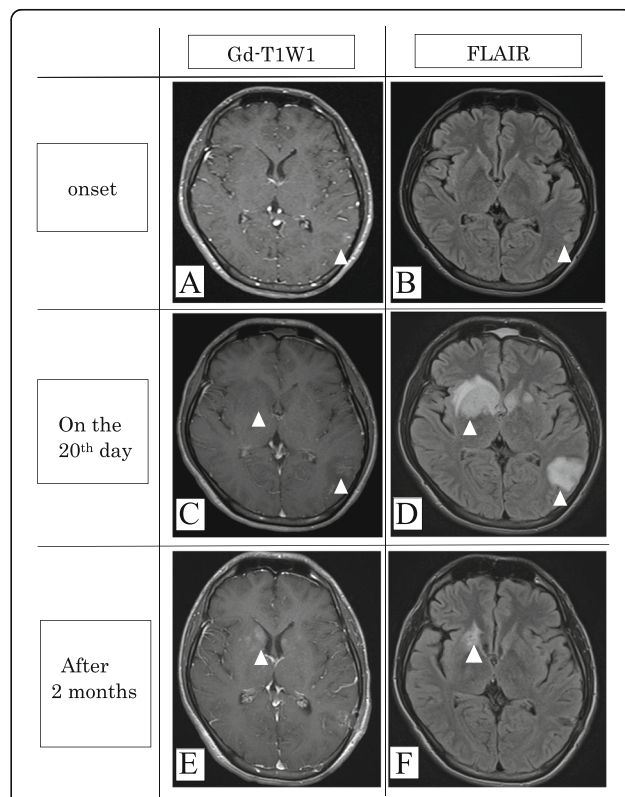 Gd-T1W1
FLAIR
onset
A
B
On the
20th day
C
D
After
2 months
E
F